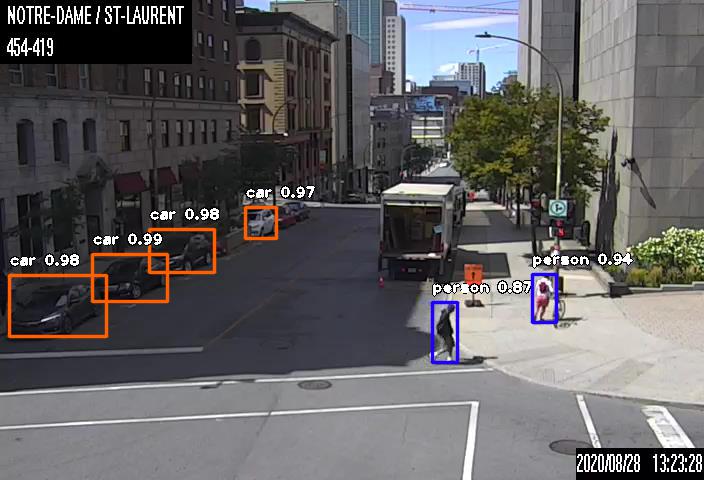 NOTRE-DAME / ST-LAURENT
454-419
car 0.97
car 0.98
car 0.99
car 0.98
person 0.94
person 0.87
2020/08/28 13:23:28